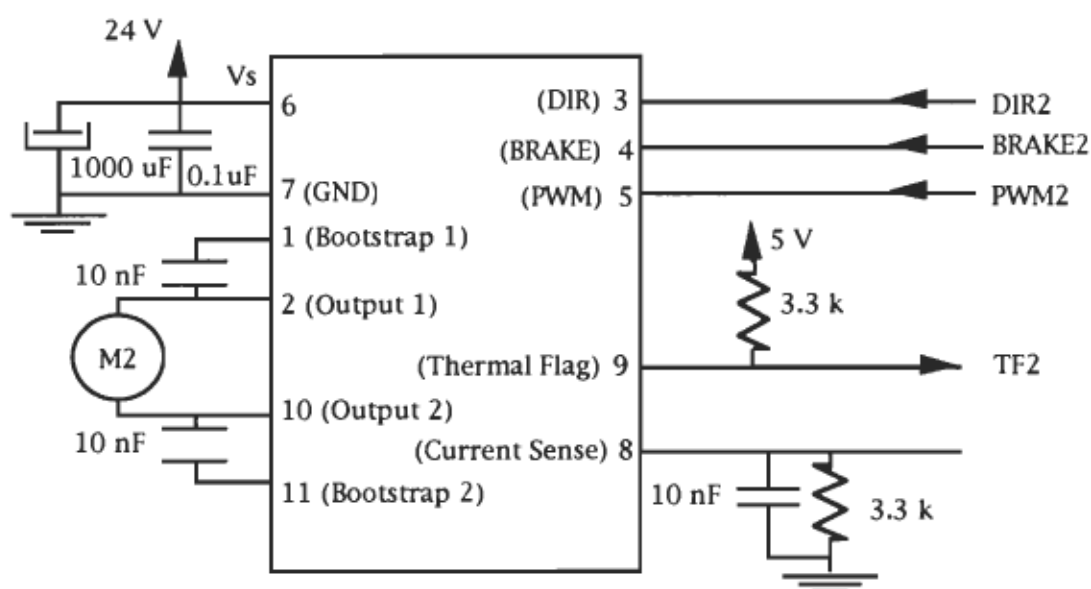 24 V
Vs
6
1000 uF
0.1uF
7 (GND)
1 (Bootstrap 1)
10 nF
2 (Output 1)
M2
10 (Output 2)
10 nF
11 (Bootstrap 2)
(DIR) 3
DIR2
(BRAKE) 4
BRAKE2
(PWM) 5
PWM2
5 V
3.3 k
(Thermal Flag) 9
TF2
(Current Sense) 8
10 nF
3.3 k